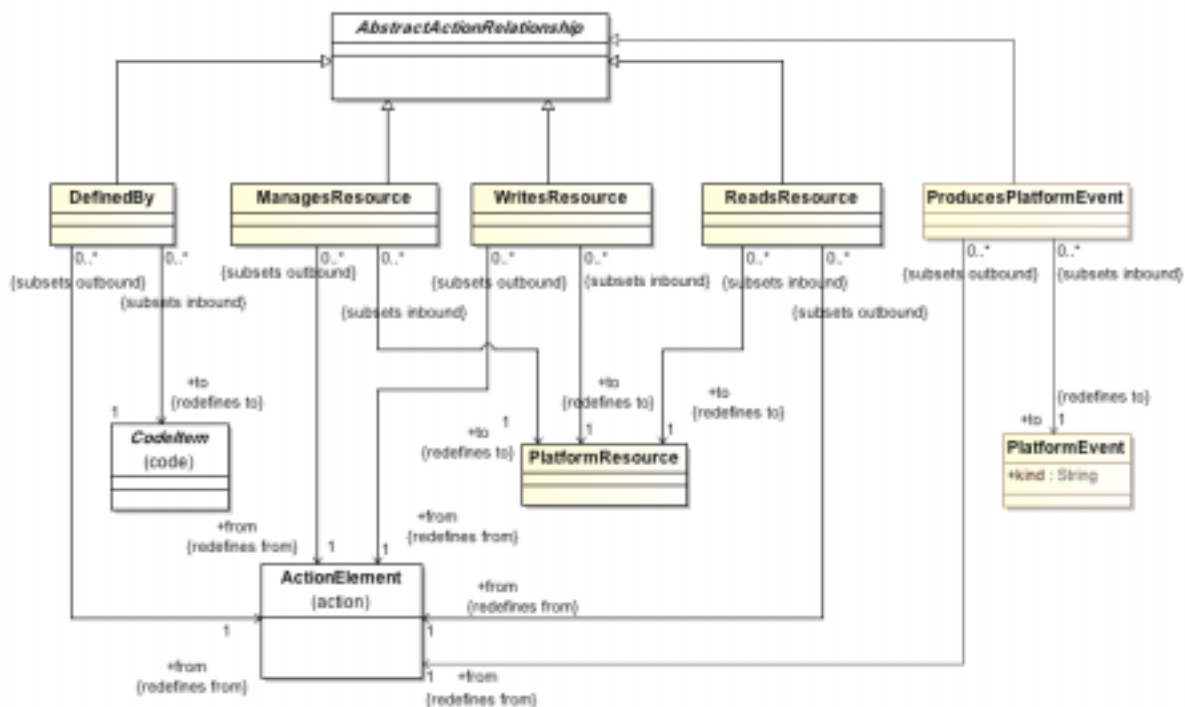 AbstractActionRelationship
DefinedBy
ManagesResource
WritesResource
ReadsResource
ProducesPlatformEvent
0..*
0..*
0..*
0..*
0..*
0..*
0..*
0..*
0..*
0..*
{subsets outbound}
{subsets inbound}
{subsets outbound}
{subsets inbound}
{subsets outbound}
{subsets inbound}
{subsets inbound}
{subsets outbound}
{subsets outbound}
{subsets inbound}
+to
{redefines to}
1
CodeItem
(code)
+to
1
{redefines to}
+to
{redefines to}
1
+to
{redefines to}
1
PlatformResource
{redefines to}
+to
1
PlatformEvent
+kind : String
+from
{redefines from}
1
+from
{redefines from}
1
ActionElement
(action)
+from
{redefines from}
1
1
+from
{redefines from}
1
+from
{redefines from}